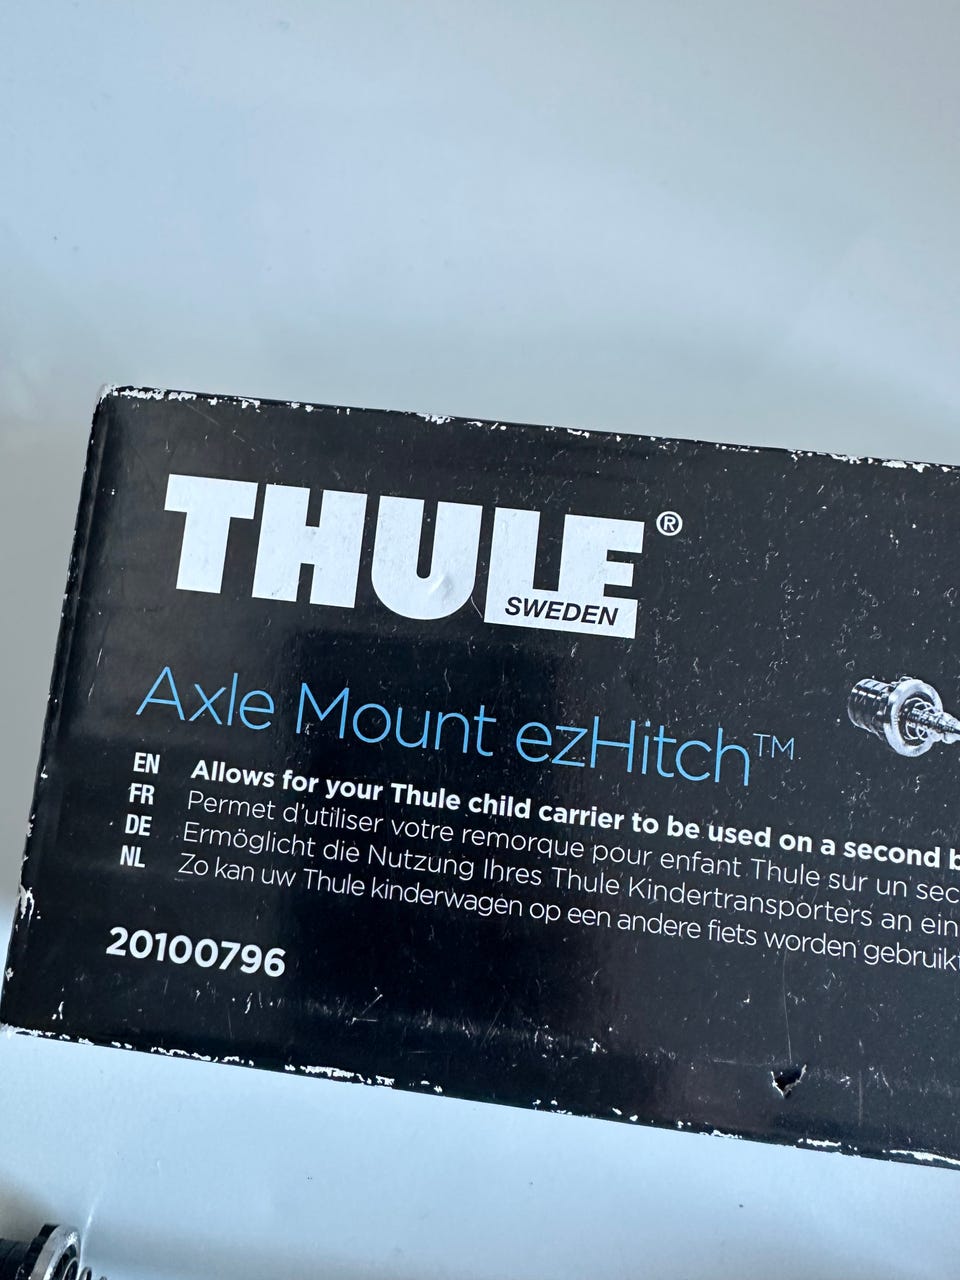 THULE®
SWEDEN
Axle Mount ezHitch™
EN Allows for your Thule child carrier to be used on a second
FR Permet d'utiliser votre remorque pour enfant Thule sur un
DE Ermöglicht die Nutzung Ihres Thule Kindertransporters an
NL Zo kan uw Thule kinderwagen op een andere fiets worden gebruikt
20100796